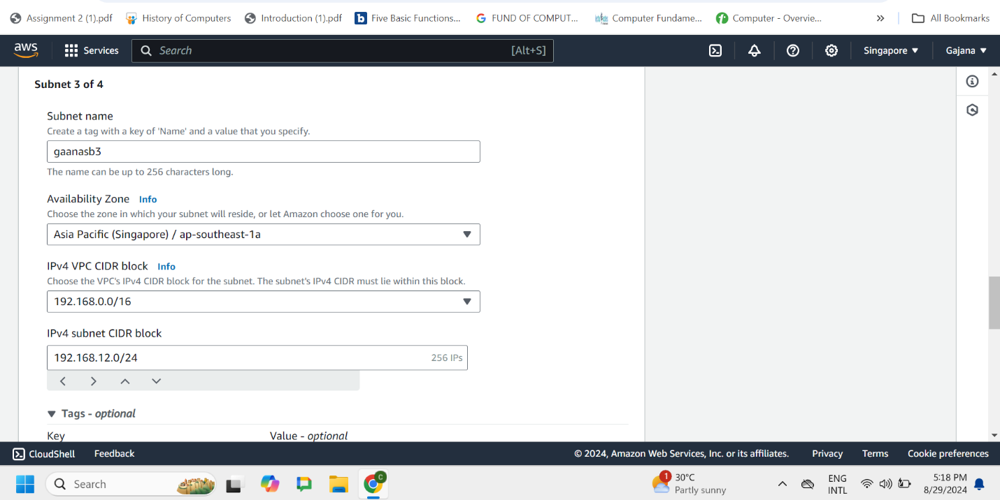 Assignment 2 (1).pdf History of Computers Introduction (1).pdf Five Basic Functions... FUND OF COMPUT... Computer Fundame... Computer - Overvie... » All Bookmarks
aws Services Search [Alt+S] Singapore Gajana
Subnet 3 of 4
Subnet name
Create a tag with a key of 'Name' and a value that you specify.
gaanasb3
The name can be up to 256 characters long.
Availability Zone Info
Choose the zone in which your subnet will reside, or let Amazon choose one for you.
Asia Pacific (Singapore) / ap-southeast-1a
IPv4 VPC CIDR block Info
Choose the VPC's IPv4 CIDR block for the subnet. The subnet's IPv4 CIDR must lie within this block.
192.168.0.0/16
IPv4 subnet CIDR block
192.168.12.0/24 256 IPs
Tags - optional
Key Value - optional
CloudShell Feedback © 2024, Amazon Web Services, Inc. or its affiliates. Privacy Terms Cookie preferences
Search C 1 30°C ENG 5:18 PM
Partly sunny INTL 8/29/2024